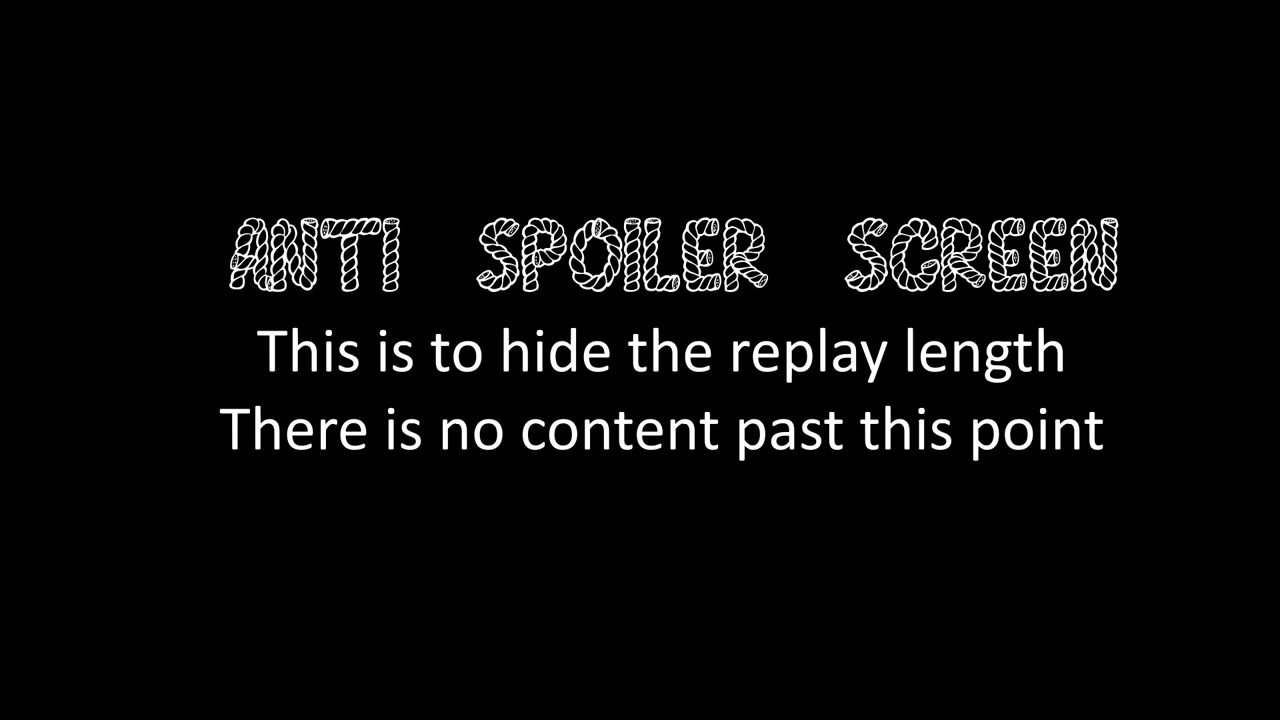 ANTI SPOILER SCREEN
This is to hide the replay length
There is no content past this point